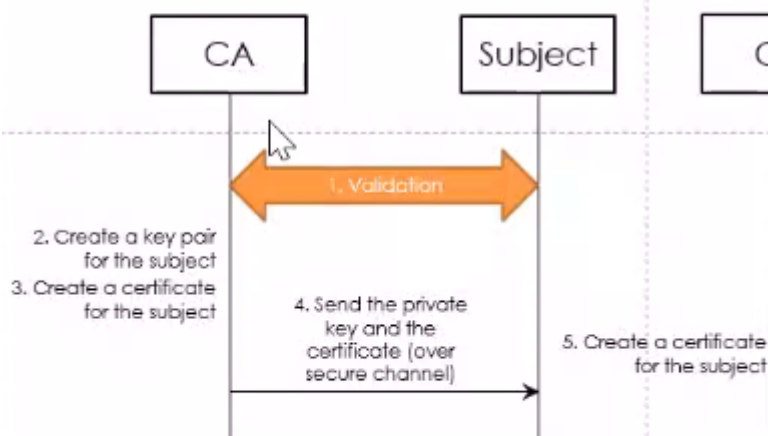 CA
Subject
1. Validation
2. Create a key pair
for the subject
3. Create a certificate
for the subject
4. Send the private
key and the
certificate (over
secure channel)
5. Create a certificate
for the subject